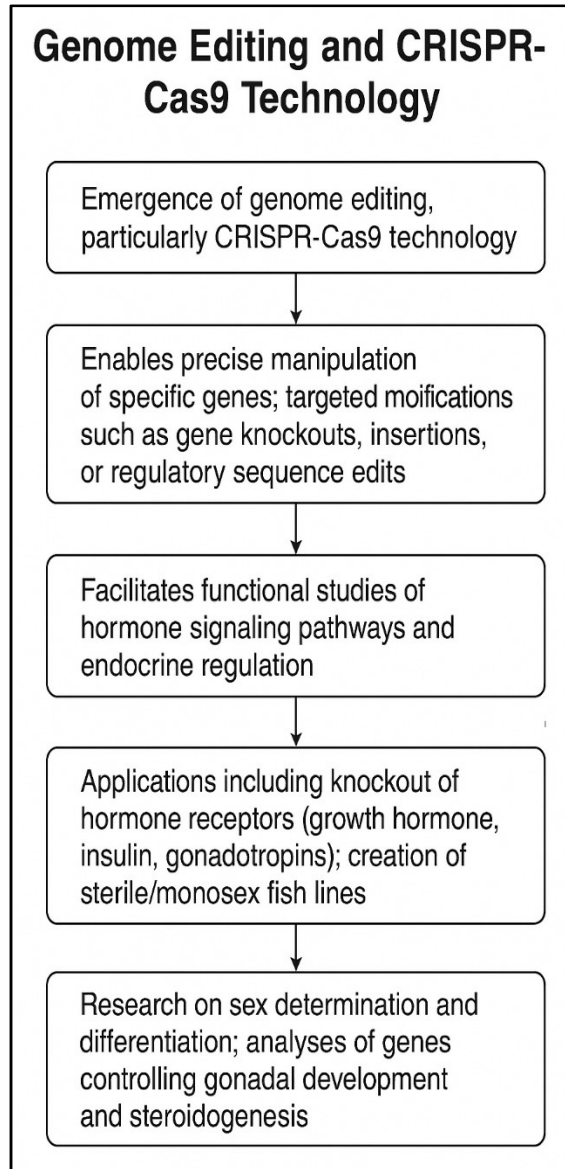 Genome Editing and CRISPR-
Cas9 Technology
Emergence of genome editing,
particularly CRISPR-Cas9 technology
Enables precise manipulation
of specific genes; targeted moifications
such as gene knockouts, insertions,
or regulatory sequence edits
Facilitates functional studies of
hormone signaling pathways and
endocrine regulation
Applications including knockout of
hormone receptors (growth hormone,
insulin, gonadotropins); creation of
sterile/monosex fish lines
Research on sex determination and
differentiation; analyses of genes
controlling gonadal development
and steroidogenesis